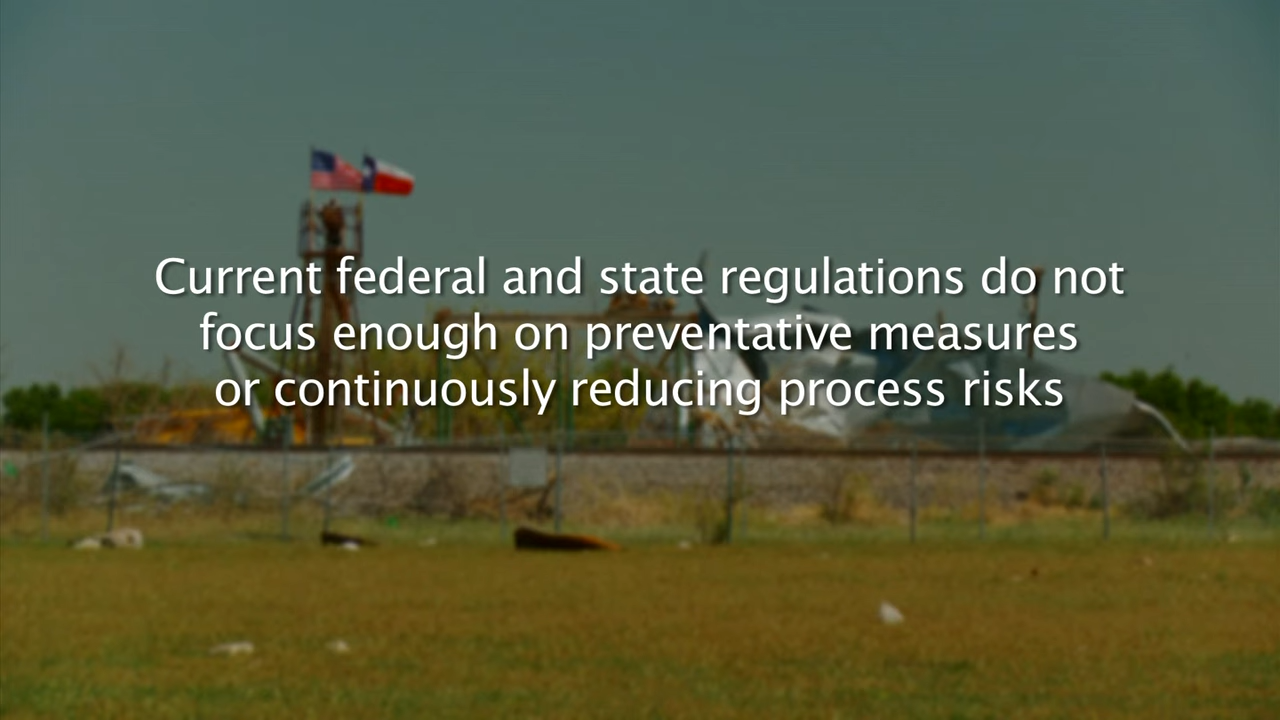 Current federal and state regulations do not
focus enough on preventative measures
or continuously reducing process risks